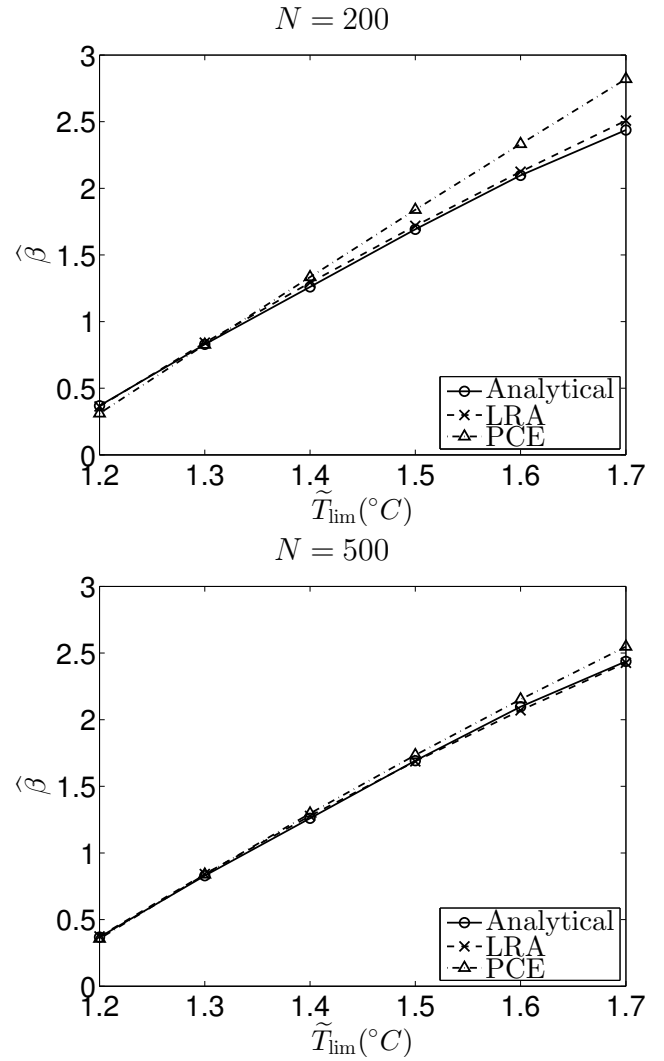 N = 200
3
2.5
2
1.5
1
0.5
0
β̂
1.2 1.3 1.4 1.5 1.6 1.7
T̃lim(°C)
Analytical
LRA
PCE
N = 500
3
2.5
2
1.5
1
0.5
0
β̂
1.2 1.3 1.4 1.5 1.6 1.7
T̃lim(°C)
Analytical
LRA
PCE